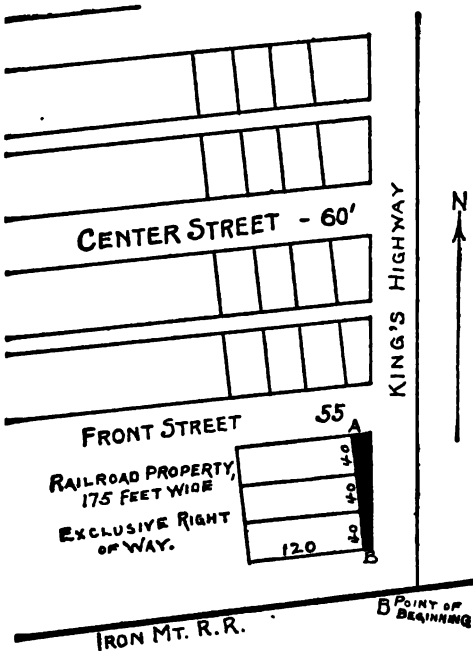 CENTER STREET - 60'
KING'S HIGHWAY
N
FRONT STREET
55
A
RAILROAD PROPERTY,
175 FEET WIDE
EXCLUSIVE RIGHT
OF WAY.
40
40
40
120
B
B POINT OF
BEGINNING
IRON MT. R.R.